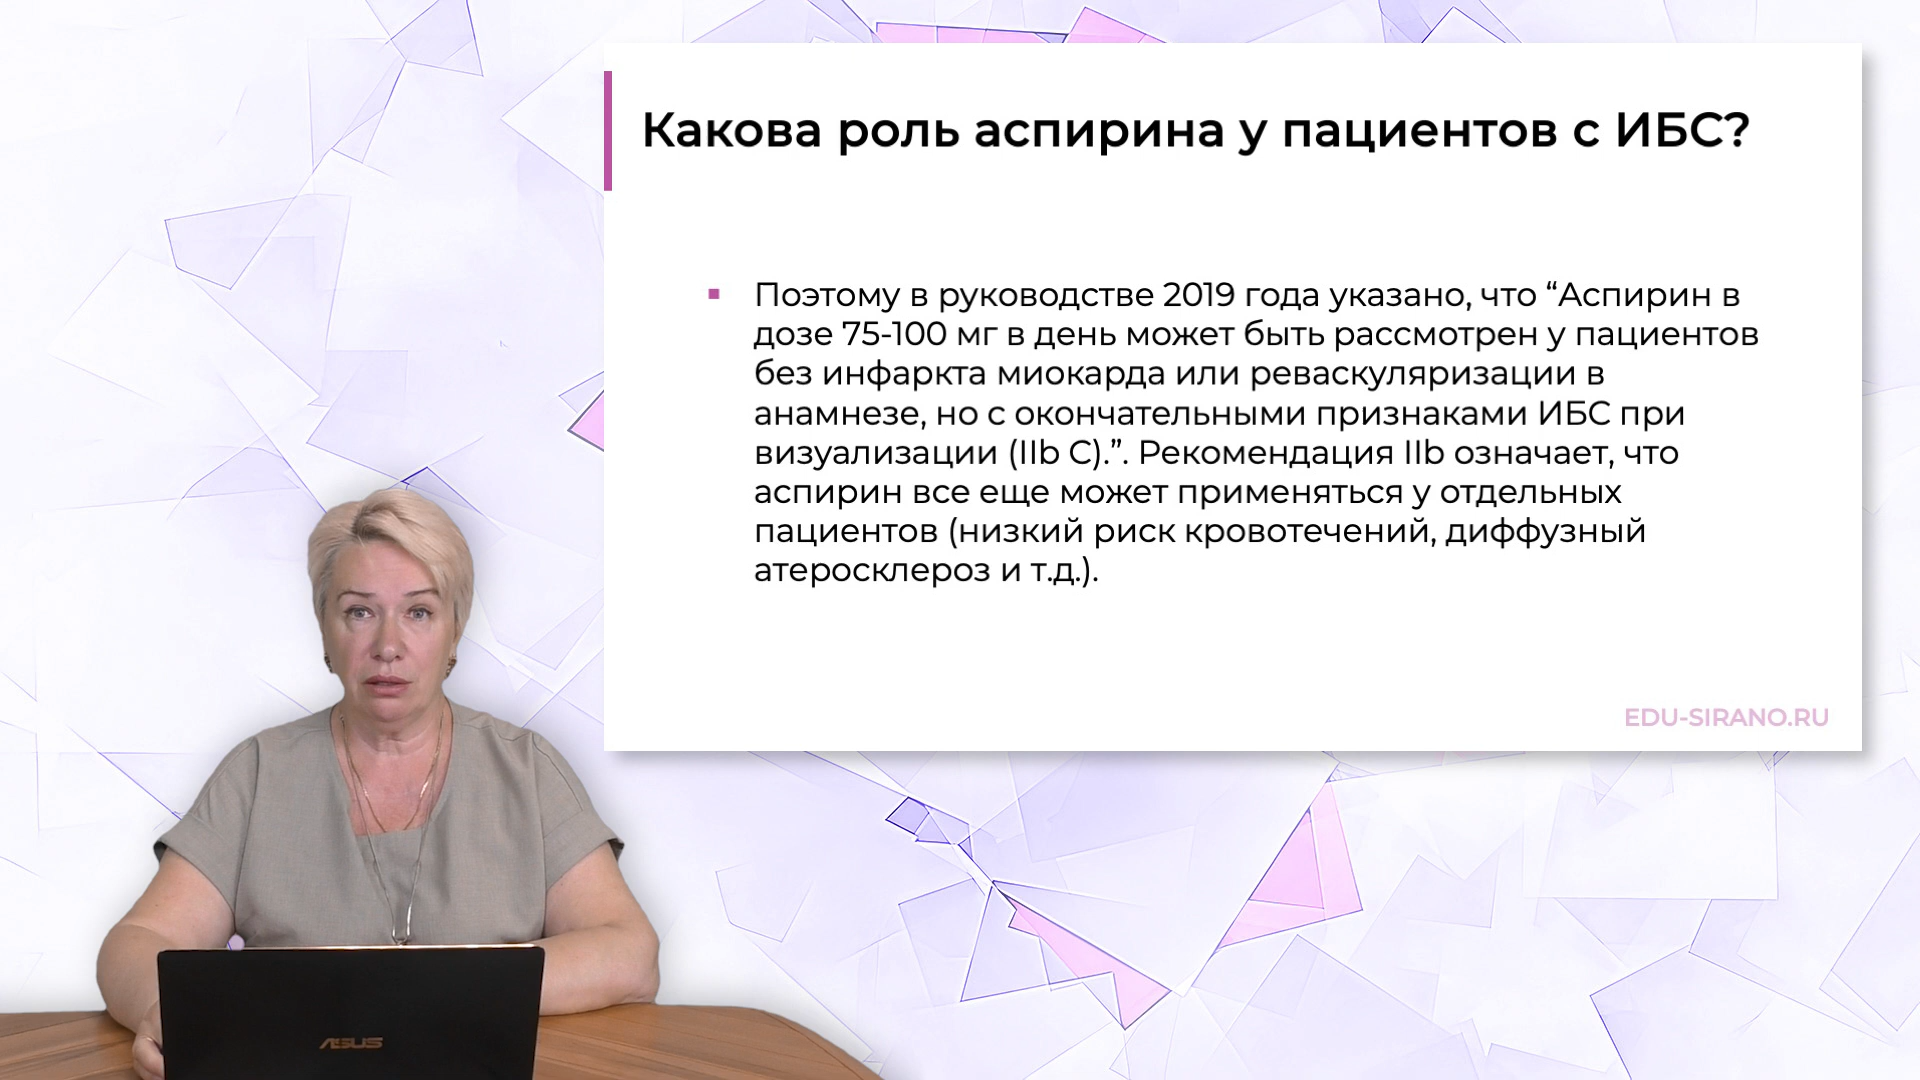 Какова роль аспирина у пациентов с ИБС?
Поэтому в руководстве 2019 года указано, что “Аспирин в
дозе 75-100 мг в день может быть рассмотрен у пациентов
без инфаркта миокарда или реваскуляризации в
анамнезе, но с окончательными признаками ИБС при
визуализации (IIb C).”. Рекомендация IIb означает, что
аспирин все еще может применяться у отдельных
пациентов (низкий риск кровотечений, диффузный
атеросклероз и т.д.).
EDU-SIRANO.RU
ASUS